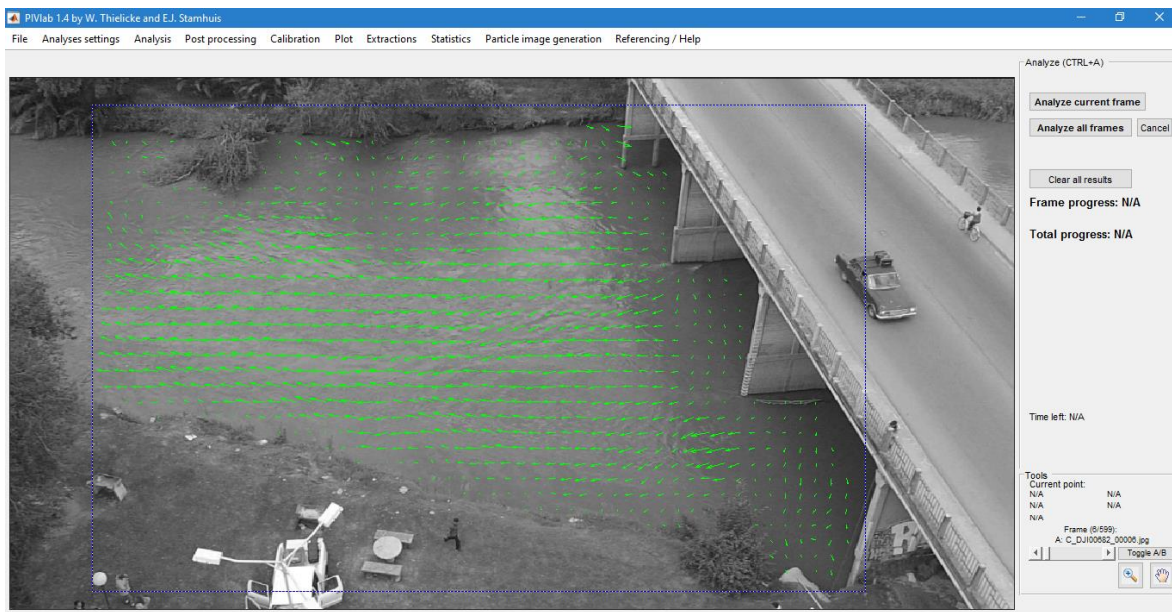 PIVlab 1.4 by W. Thielicke and E.J. Stamhuis
File Analyses settings Analysis Post processing Calibration Plot Extractions Statistics Particle image generation Referencing / Help
Analyze (CTRL+A)
Analyze current frame
Analyze all frames Cancel
Clear all results
Frame progress: N/A
Total progress: N/A
Time left: N/A
Tools
Current point:
N/A N/A
N/A N/A
N/A
Frame (6/599):
A: C_DJI00682_00006.jpg
Toggle A/B